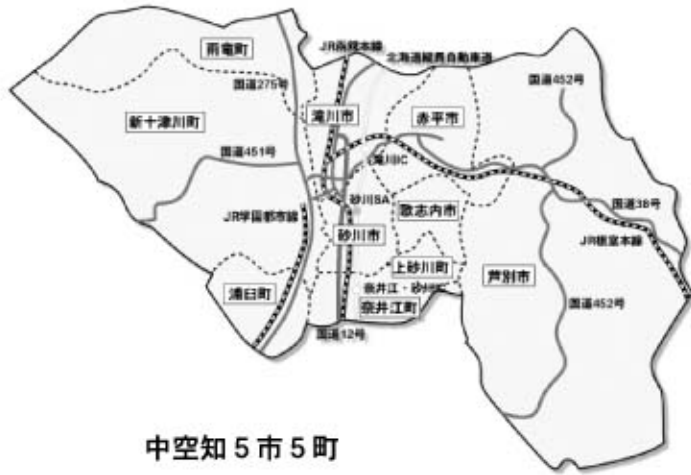 雨竜町
JR函館本線
北海道縦貫自動車道
国道275号
国道452号
新十津川町
滝川市
赤平市
国道451号
滝川IC
砂川SA
歌志内市
国道38号
JR学園都市線
砂川市
JR根室本線
上砂川町
芦別市
浦臼町
奈井江・砂川IC
国道452号
奈井江町
国道12号
中空知5市5町